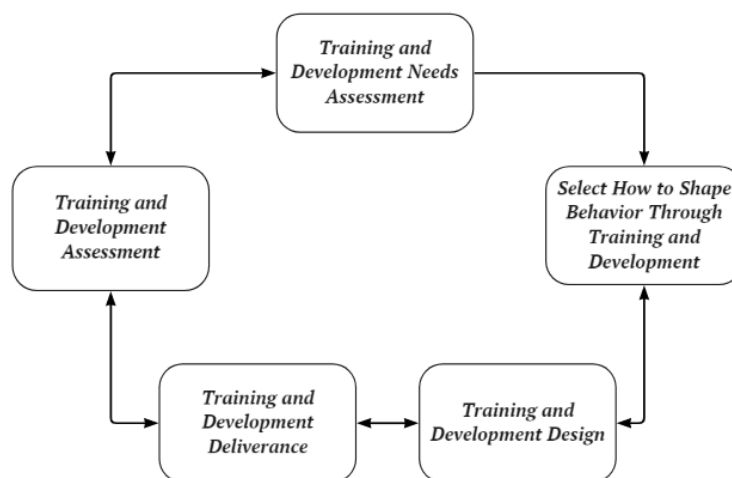 Training and
Development Needs
Assessment
Training and
Development
Assessment
Select How to Shape
Behavior Through
Training and
Development
Training and
Development
Deliverance
Training and
Development Design